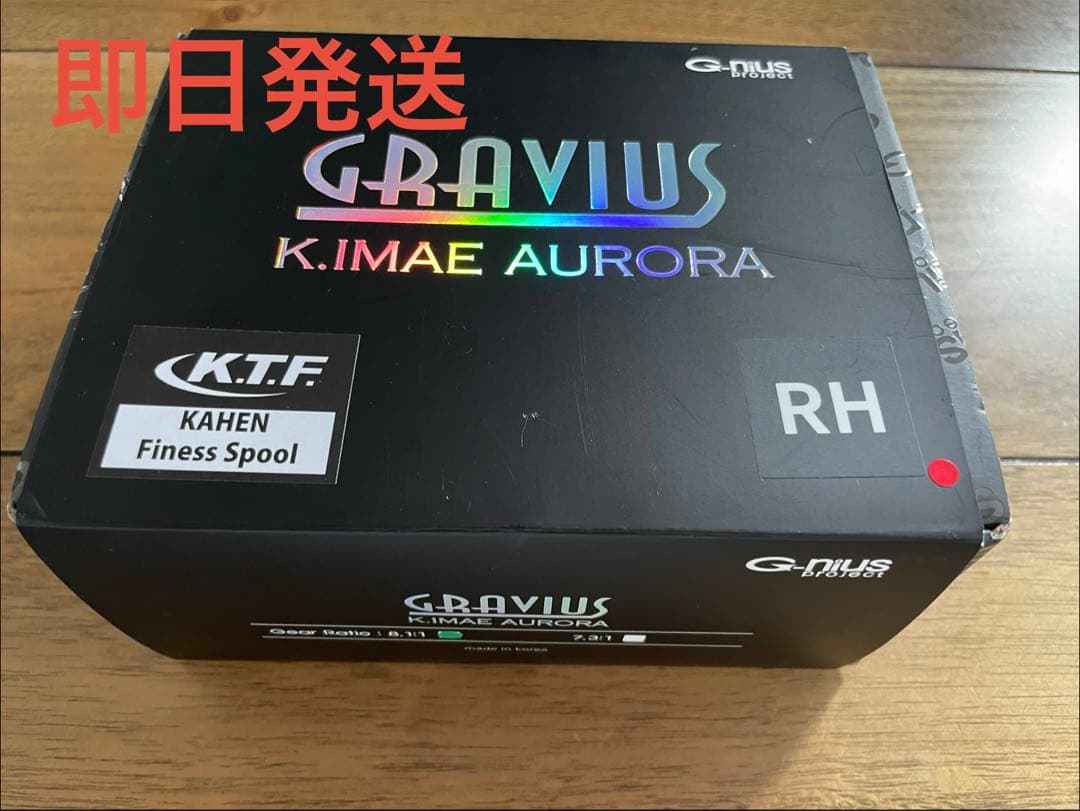 即日発送
G-nius
project
GRAVIUS
K.IMAE AURORA
K.T.F.
KAHEN
Finess Spool
RH
G-nius
project
GRAVIUS
K.IMAE AURORA
Gear Ratio : 8.1:1 7.3:1
made in korea